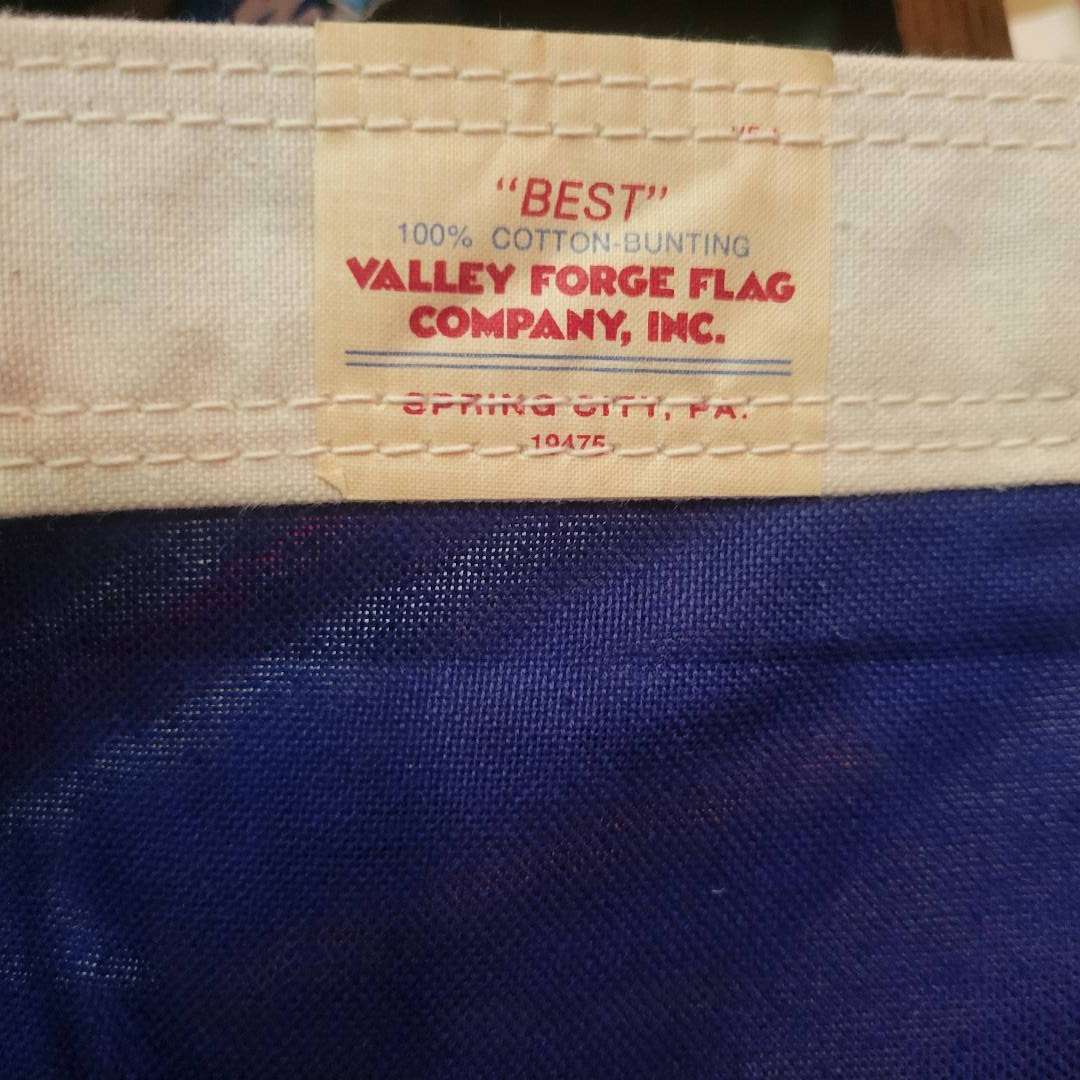 "BEST"
100% COTTON-BUNTING
VALLEY FORGE FLAG
COMPANY, INC.
SPRING CITY, PA.
19475